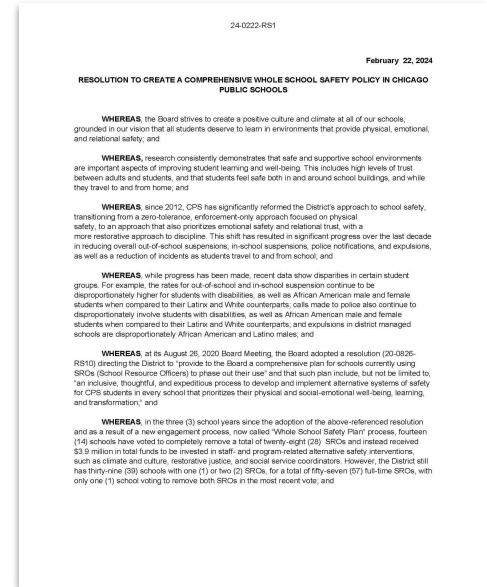 24-0222-RS1
February 22, 2024
RESOLUTION TO CREATE A COMPREHENSIVE WHOLE SCHOOL SAFETY POLICY IN CHICAGO
PUBLIC SCHOOLS
WHEREAS, the Board strives to create a positive culture and climate at all of our schools,
grounded in our vision that all students deserve to learn in environments that provide physical, emotional,
and relational safety; and
WHEREAS, research consistently demonstrates that safe and supportive school environments
are important aspects of improving student learning and well-being. This includes high levels of trust
between adults and students, and that students feel safe both in and around school buildings, and while
they travel to and from home; and
WHEREAS, since 2012, CPS has significantly reformed the District's approach to school safety,
transitioning from a zero-tolerance, enforcement-only approach focused on physical
safety, to an approach that also prioritizes emotional safety and relational trust, with a
more restorative approach to discipline. This shift has resulted in significant progress over the last decade
in reducing overall out-of-school suspensions, in-school suspensions, police notifications, and expulsions,
as well as a reduction of incidents as students travel to and from school; and
WHEREAS, while progress has been made, recent data show disparities in certain student
groups. For example, the rates for out-of-school and in-school suspension continue to be
disproportionately higher for students with disabilities, as well as African American male and female
students when compared to their Latinx and White counterparts; calls made to police also continue to
disproportionately involve students with disabilities, as well as African American male and female
students when compared to their Latinx and White counterparts; and expulsions in district managed
schools are disproportionately African American and Latino males; and
WHEREAS, at its August 26, 2020 Board Meeting, the Board adopted a resolution (20-0826-
RS10) directing the District to "provide to the Board a comprehensive plan for schools currently using
SROs (School Resource Officers) to phase out their use" and that such plan include, but not be limited to,
"an inclusive, thoughtful, and expeditious process to develop and implement alternative systems of safety
for CPS students in every school that prioritizes their physical and social-emotional well-being, learning,
and transformation;" and
WHEREAS, in the three (3) school years since the adoption of the above-referenced resolution
and as a result of a new engagement process, now called "Whole School Safety Plan" process, fourteen
(14) schools have voted to completely remove a total of twenty-eight (28) SROs and instead received
$3.9 million in total funds to be invested in staff- and program-related alternative safety interventions,
such as climate and culture, restorative justice, and social service coordinators. However, the District still
has thirty-nine (39) schools with one (1) or two (2) SROs, for a total of fifty-seven (57) full-time SROs, with
only one (1) school voting to remove both SROs in the most recent vote; and